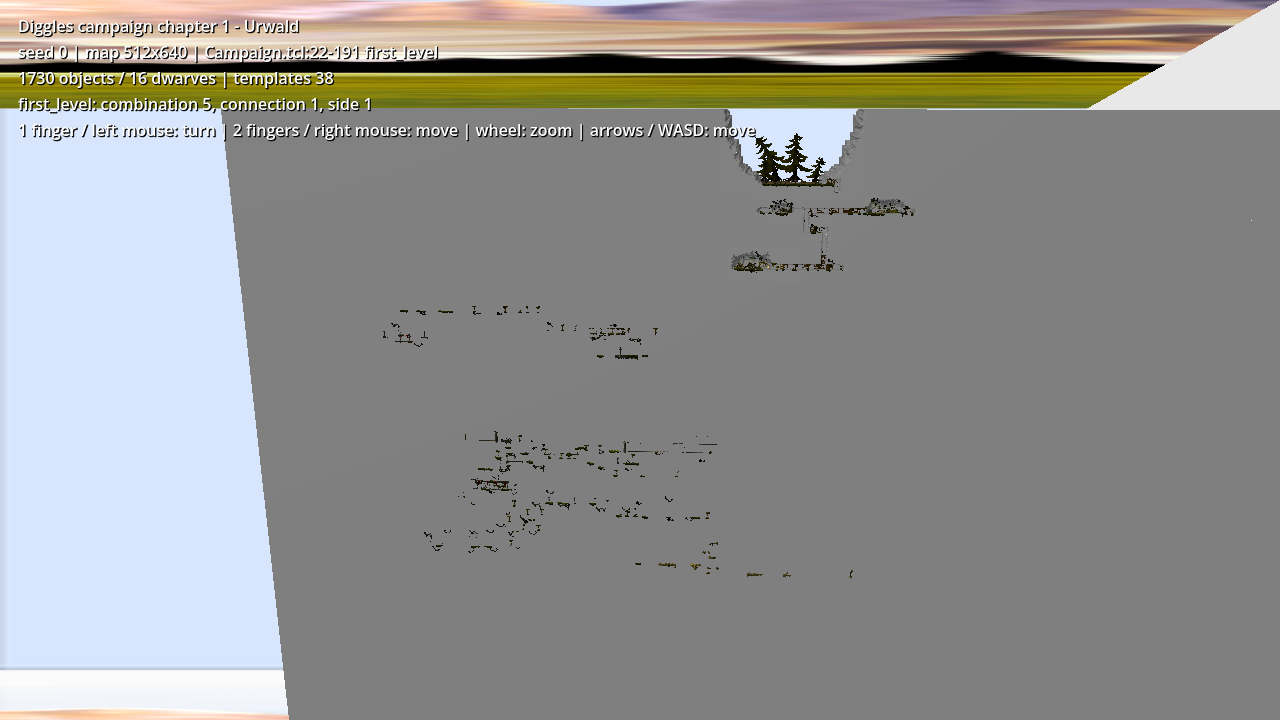 Diggles campaign chapter 1 - Urwald
seed 0 | map 512x640 | Campaign.tcl:22-191 first_level
1730 objects / 16 dwarves | templates 38
first_level: combination 5, connection 1, side 1
1 finger / left mouse: turn | 2 fingers / right mouse: move | wheel: zoom | arrows / WASD: move